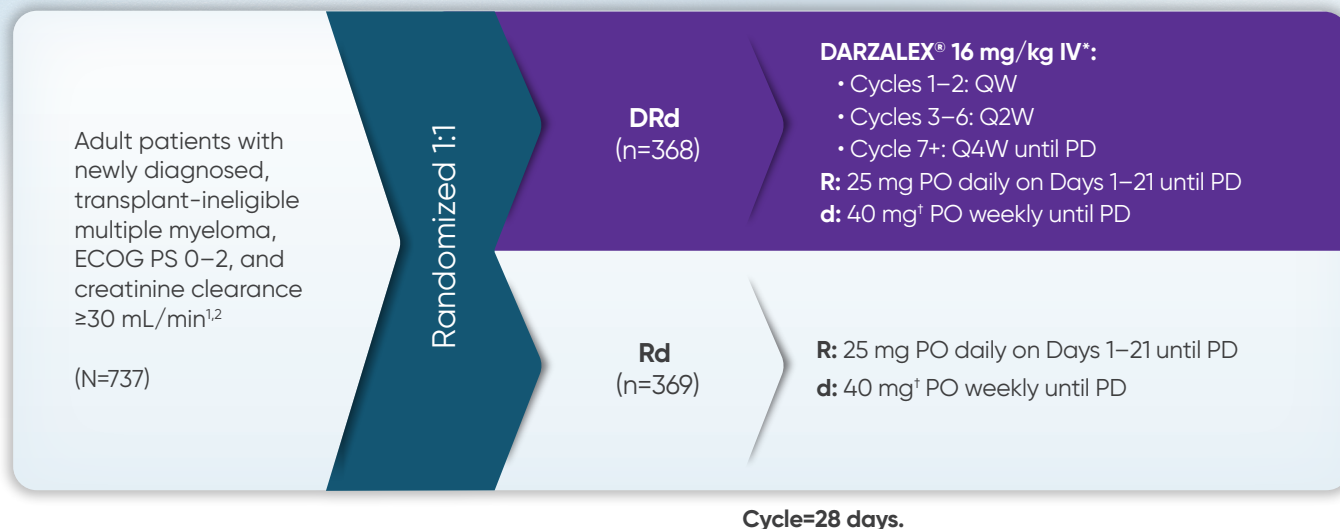 Adult patients with
newly diagnosed,
transplant-ineligible
multiple myeloma,
ECOG PS 0–2, and
creatinine clearance
≥30 mL/min¹,²
(N=737)
Randomized 1:1
DRd
(n=368)
DARZALEX® 16 mg/kg IV*:
• Cycles 1–2: QW
• Cycles 3–6: Q2W
• Cycle 7+: Q4W until PD
R: 25 mg PO daily on Days 1–21 until PD
d: 40 mg† PO weekly until PD
Rd
(n=369)
R: 25 mg PO daily on Days 1–21 until PD
d: 40 mg† PO weekly until PD
Cycle=28 days.